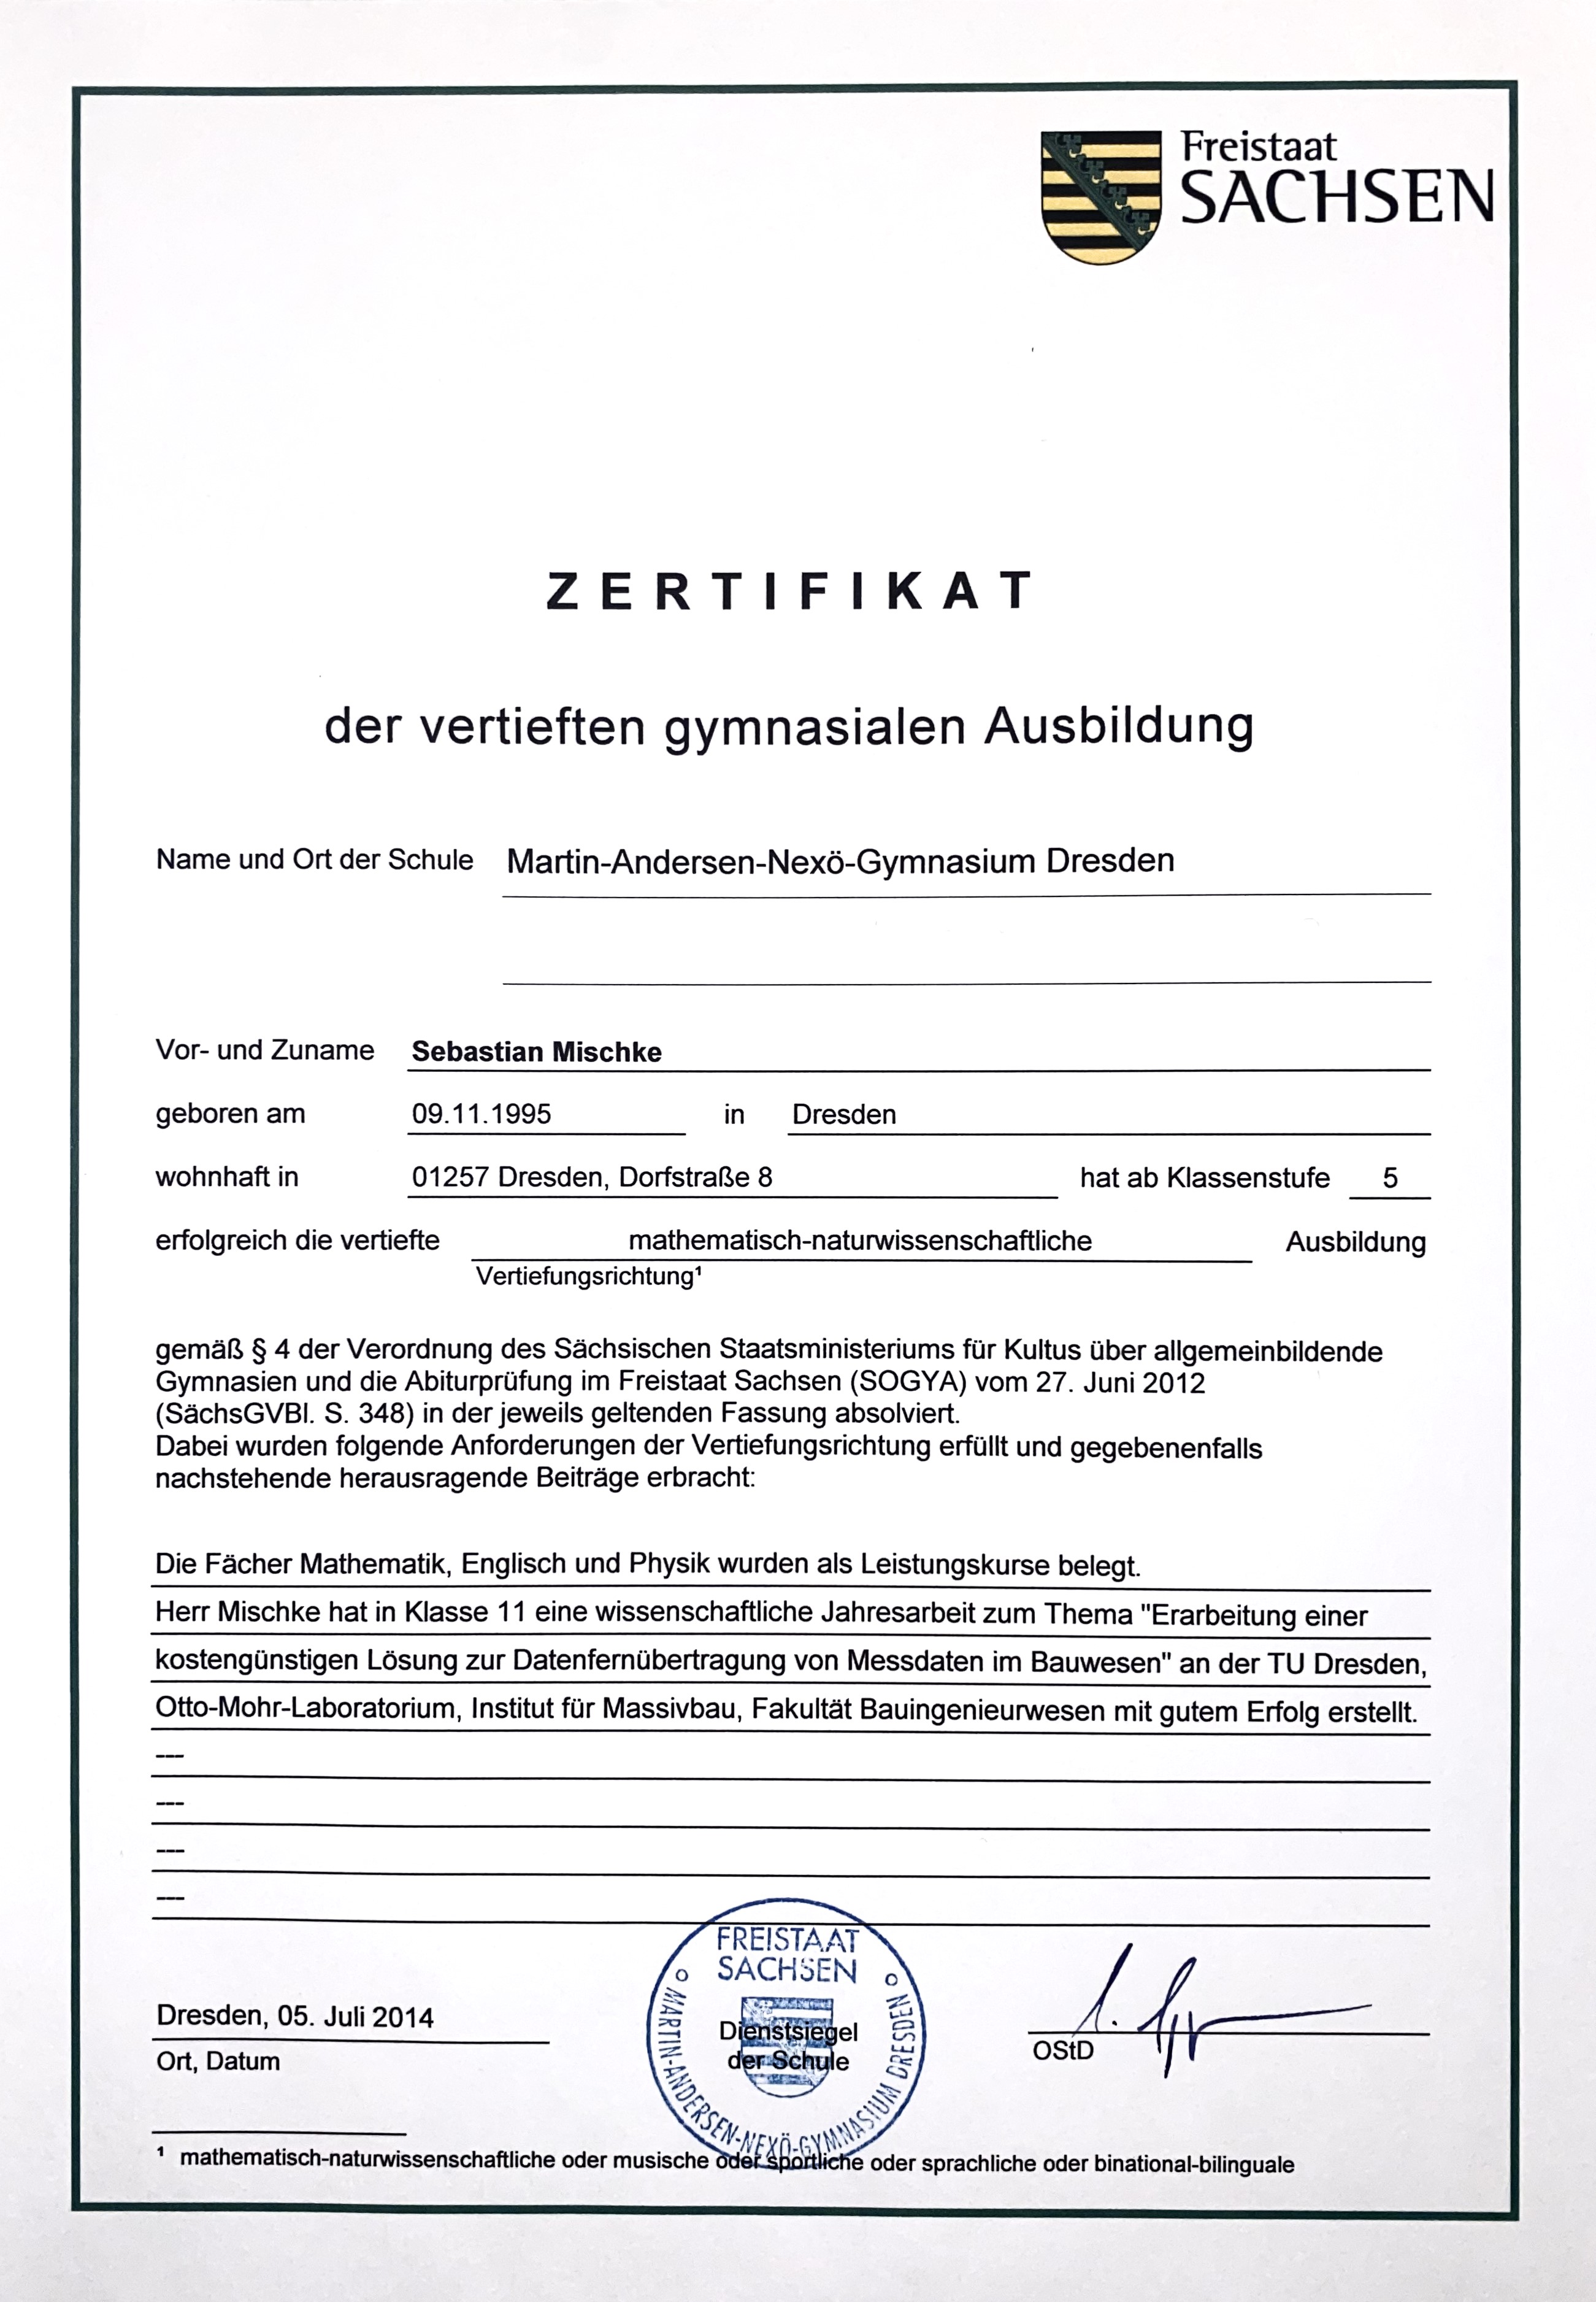 Freistaat
SACHSEN
ZERTIFIKAT
der vertieften gymnasialen Ausbildung
Name und Ort der Schule Martin-Andersen-Nexö-Gymnasium Dresden
Vor- und Zuname Sebastian Mischke
geboren am 09.11.1995 in Dresden
wohnhaft in 01257 Dresden, Dorfstraße 8 hat ab Klassenstufe 5
erfolgreich die vertiefte mathematisch-naturwissenschaftliche Ausbildung
Vertiefungsrichtung¹
gemäß § 4 der Verordnung des Sächsischen Staatsministeriums für Kultus über allgemeinbildende
Gymnasien und die Abiturprüfung im Freistaat Sachsen (SOGYA) vom 27. Juni 2012
(SächsGVBl. S. 348) in der jeweils geltenden Fassung absolviert.
Dabei wurden folgende Anforderungen der Vertiefungsrichtung erfüllt und gegebenenfalls
nachstehende herausragende Beiträge erbracht:
Die Fächer Mathematik, Englisch und Physik wurden als Leistungskurse belegt.
Herr Mischke hat in Klasse 11 eine wissenschaftliche Jahresarbeit zum Thema "Erarbeitung einer
kostengünstigen Lösung zur Datenfernübertragung von Messdaten im Bauwesen" an der TU Dresden,
Otto-Mohr-Laboratorium, Institut für Massivbau, Fakultät Bauingenieurwesen mit gutem Erfolg erstellt.
---
---
---
---
FREISTAAT
SACHSEN
MARTIN-ANDERSEN-NEXÖ-GYMNASIUM DRESDEN
Dienstsiegel
der Schule
Dresden, 05. Juli 2014
Ort, Datum
OStD
¹ mathematisch-naturwissenschaftliche oder musische oder sportliche oder sprachliche oder binational-bilinguale